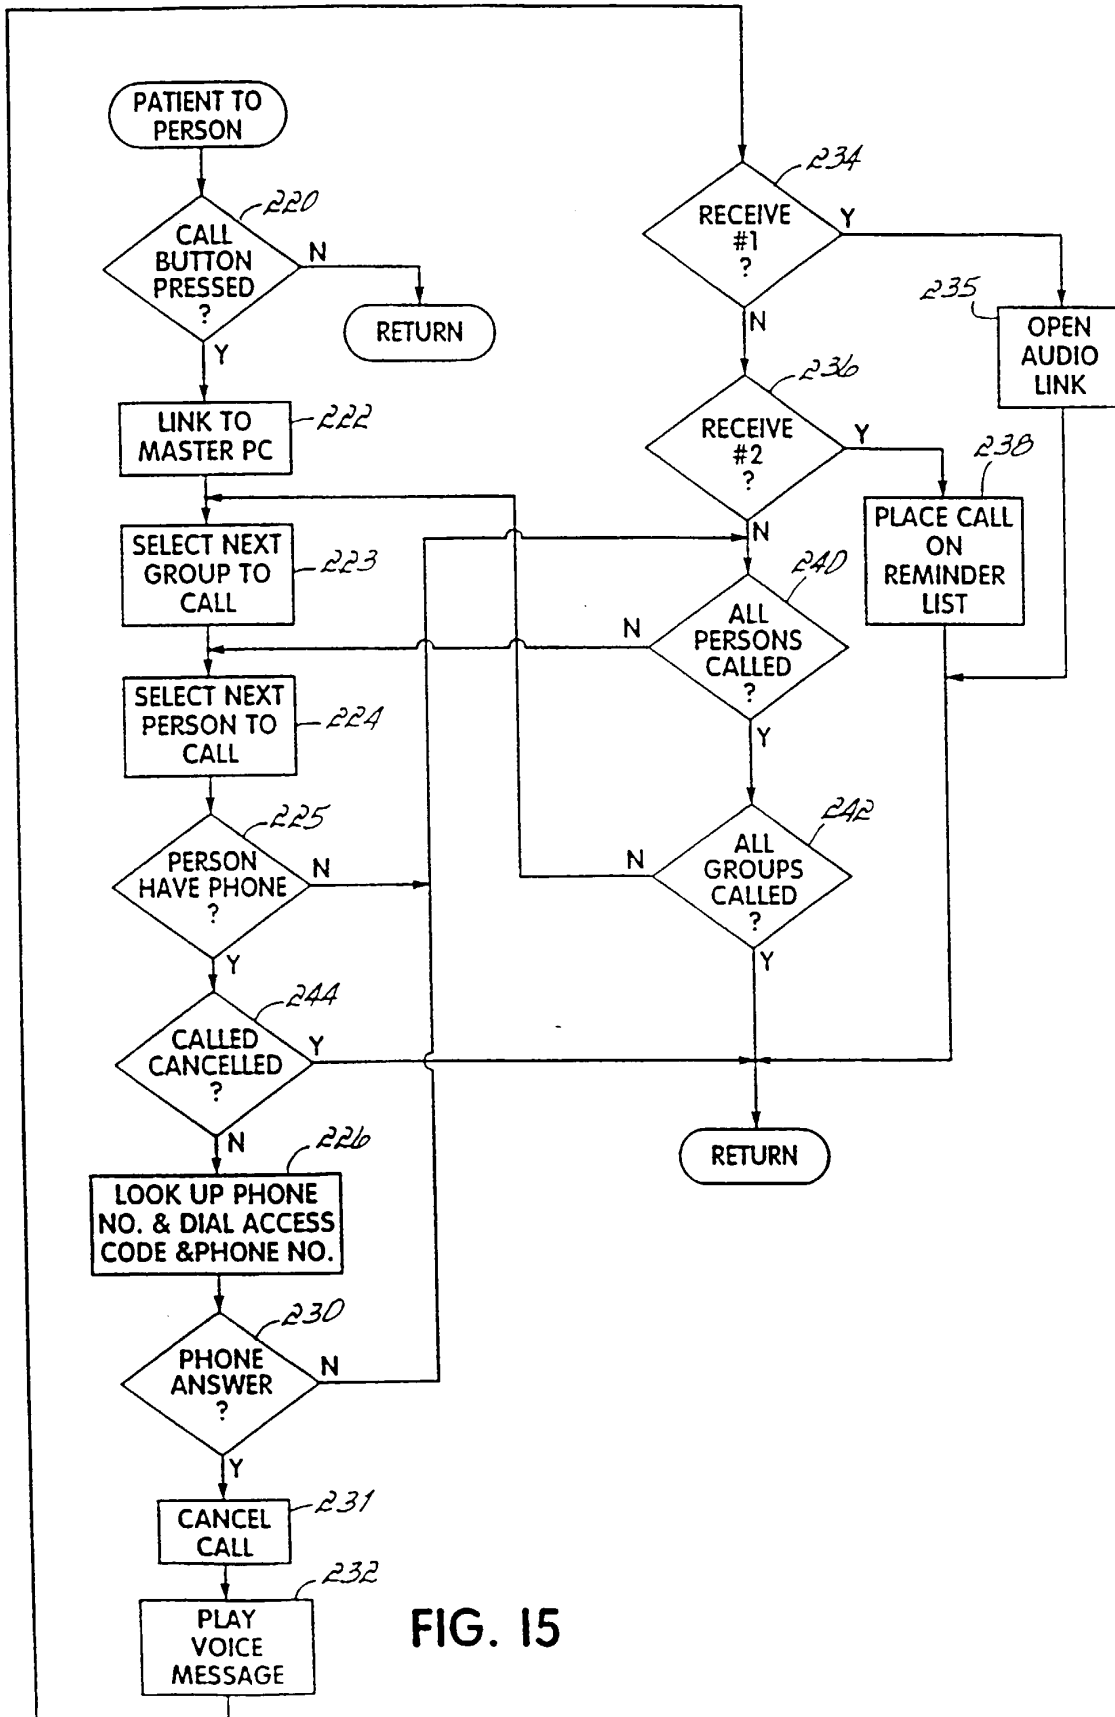 PATIENT TO
PERSON
220
CALL
BUTTON
PRESSED
?
N
RETURN
Y
LINK TO
MASTER PC
222
SELECT NEXT
GROUP TO
CALL
223
SELECT NEXT
PERSON TO
CALL
224
225
PERSON
HAVE PHONE
?
N
Y
244
CALLED
CANCELLED
?
Y
N
226
LOOK UP PHONE
NO. & DIAL ACCESS
CODE &PHONE NO.
230
PHONE
ANSWER
?
N
Y
231
CANCEL
CALL
232
PLAY
VOICE
MESSAGE
234
RECEIVE
#1
?
Y
N
235
OPEN
AUDIO
LINK
236
RECEIVE
#2
?
Y
N
238
PLACE CALL
ON
REMINDER
LIST
240
ALL
PERSONS
CALLED
?
N
Y
242
ALL
GROUPS
CALLED
?
N
Y
RETURN
FIG. 15